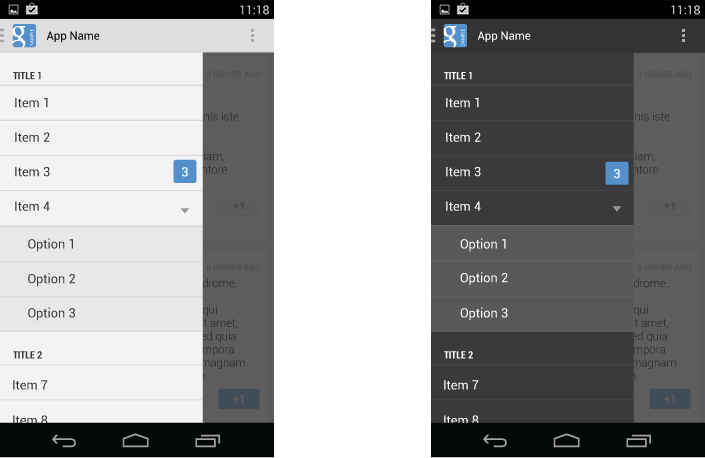 11:18
App Name
TITLE 1
3 HOURS AGO
Item 1
nis iste
Item 2
iam,
Item 3
3
ntore
Item 4
+1
Option 1
6 HOURS AGO
Option 2
drome.
Option 3
qui
t amet,
ed quia
mpora
TITLE 2
magnam
Item 7
+1
Item 8
11:18
App Name
TITLE 1
3 HOURS AGO
Item 1
nis iste
Item 2
iam,
Item 3
3
ntore
Item 4
+1
Option 1
6 HOURS AGO
Option 2
drome.
Option 3
qui
t amet,
ed quia
mpora
TITLE 2
magnam
Item 7
+1
Item 8